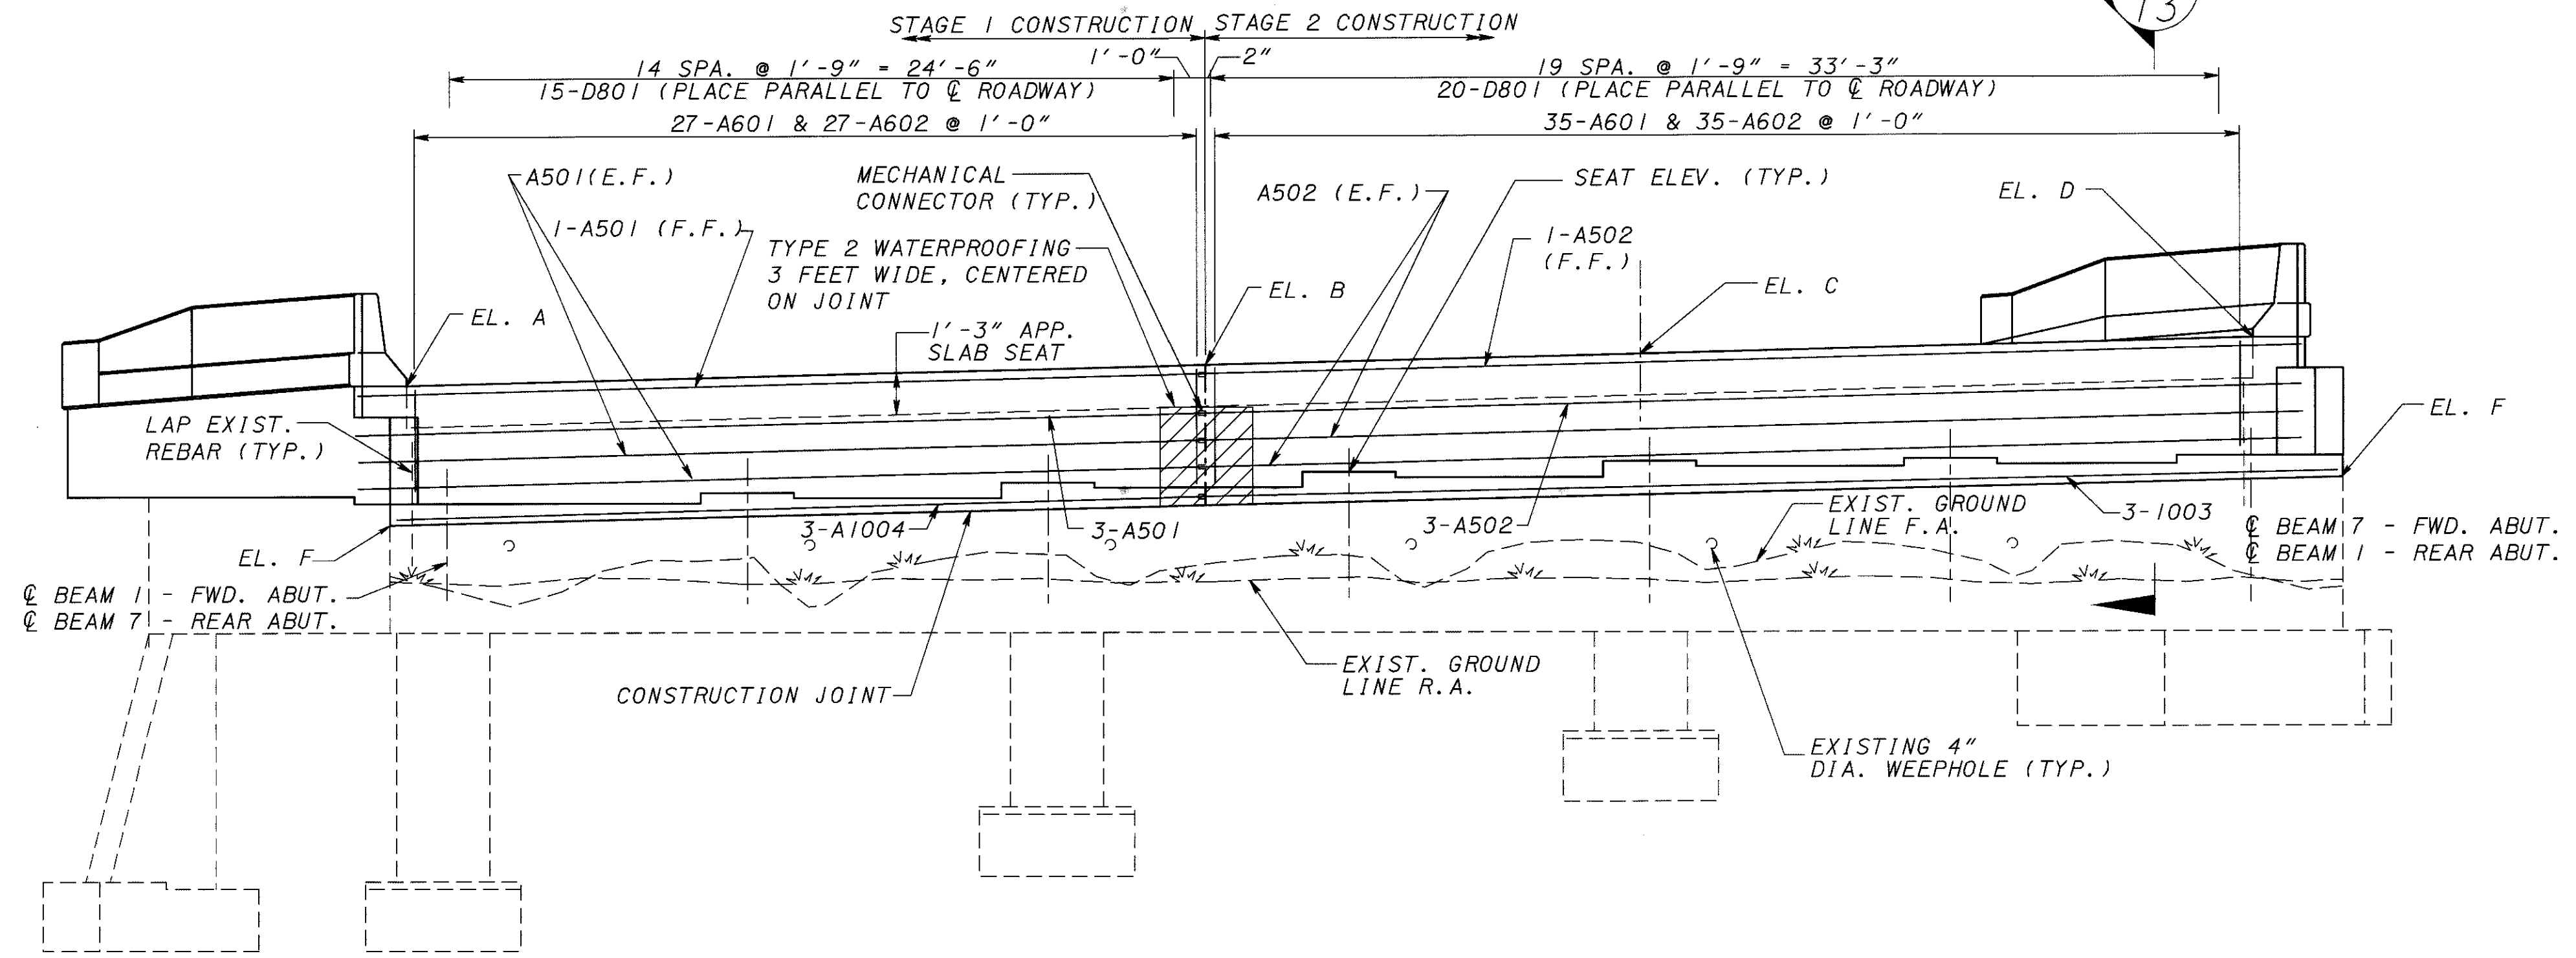 13
STAGE 1 CONSTRUCTION
STAGE 2 CONSTRUCTION
1'-0"
2"
14 SPA. @ 1'-9" = 24'-6"
15-D801 (PLACE PARALLEL TO ℄ ROADWAY)
19 SPA. @ 1'-9" = 33'-3"
20-D801 (PLACE PARALLEL TO ℄ ROADWAY)
27-A601 & 27-A602 @ 1'-0"
35-A601 & 35-A602 @ 1'-0"
A501(E.F.)
MECHANICAL
CONNECTOR (TYP.)
A502 (E.F.)
SEAT ELEV. (TYP.)
EL. D
1-A501 (F.F.)
TYPE 2 WATERPROOFING
3 FEET WIDE, CENTERED
ON JOINT
1-A502
(F.F.)
EL. A
EL. B
EL. C
1'-3" APP.
SLAB SEAT
LAP EXIST.
REBAR (TYP.)
EL. F
3-A1004
3-A501
3-A502
EXIST. GROUND
LINE F.A.
3-1003
EL. F
℄ BEAM 7 - FWD. ABUT.
℄ BEAM 1 - REAR ABUT.
℄ BEAM 1 - FWD. ABUT.
℄ BEAM 7 - REAR ABUT.
CONSTRUCTION JOINT
EXIST. GROUND
LINE R.A.
EXISTING 4"
DIA. WEEPHOLE (TYP.)